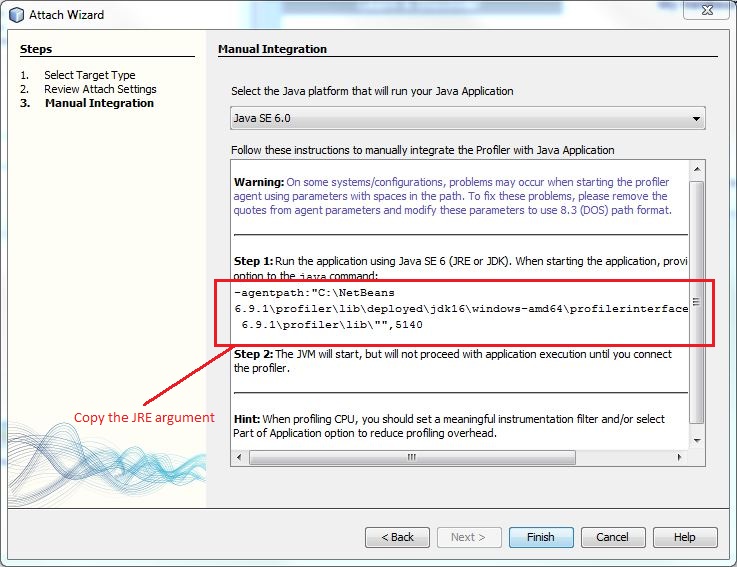 Attach Wizard
Steps
1. Select Target Type
2. Review Attach Settings
3. Manual Integration
Manual Integration
Select the Java platform that will run your Java Application
Java SE 6.0
Follow these instructions to manually integrate the Profiler with Java Application
Warning: On some systems/configurations, problems may occur when starting the profiler
agent using parameters with spaces in the path. To fix these problems, please remove the
quotes from agent parameters and modify these parameters to use 8.3 (DOS) path format.
Step 1: Run the application using Java SE 6 (JRE or JDK). When starting the application, provi
option to the java command:
-agentpath:"C:\NetBeans
6.9.1\profiler\lib\deployed\jdk16\windows-amd64\profilerinterface
6.9.1\profiler\lib\"",5140
Step 2: The JVM will start, but will not proceed with application execution until you connect
the profiler.
Copy the JRE argument
Hint: When profiling CPU, you should set a meaningful instrumentation filter and/or select
Part of Application option to reduce profiling overhead.
< Back
Next >
Finish
Cancel
Help